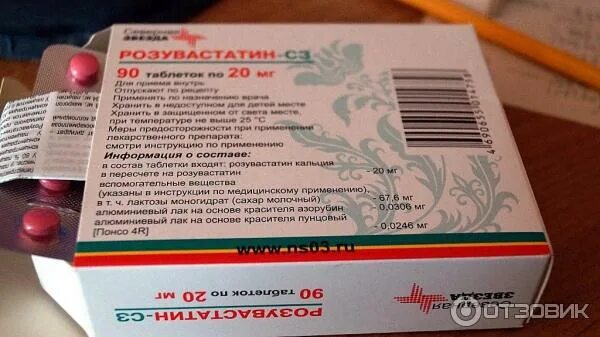 Северная
ЗВЕЗДА
РОЗУВАСТАТИН-СЗ
90 таблеток по 20 мг
Для приема внутрь
Отпускают по рецепту
Применять по назначению врача
Хранить в недоступном для детей месте
Хранить в защищенном от света месте,
при температуре не выше 25 °C
Меры предосторожности при применении
лекарственного препарата:
смотри инструкцию по применению
Информация о составе:
в состав таблетки входят: розувастатин кальция
в пересчете на розувастатин - 20 мг
вспомогательные вещества
(указаны в инструкции по медицинскому применению),
в т. ч. лактозы моногидрат (сахар молочный) - 67,6 мг
алюминиевый лак на основе красителя азорубин - 0,0306 мг
алюминиевый лак на основе красителя пунцовый
[Понсо 4R] - 0,0246 мг
www.ns03.ru
РОЗУВАСТАТИН-СЗ
90 таблеток по 20 мг
Северная
ЗВЕЗДА
ОТЗОВИК